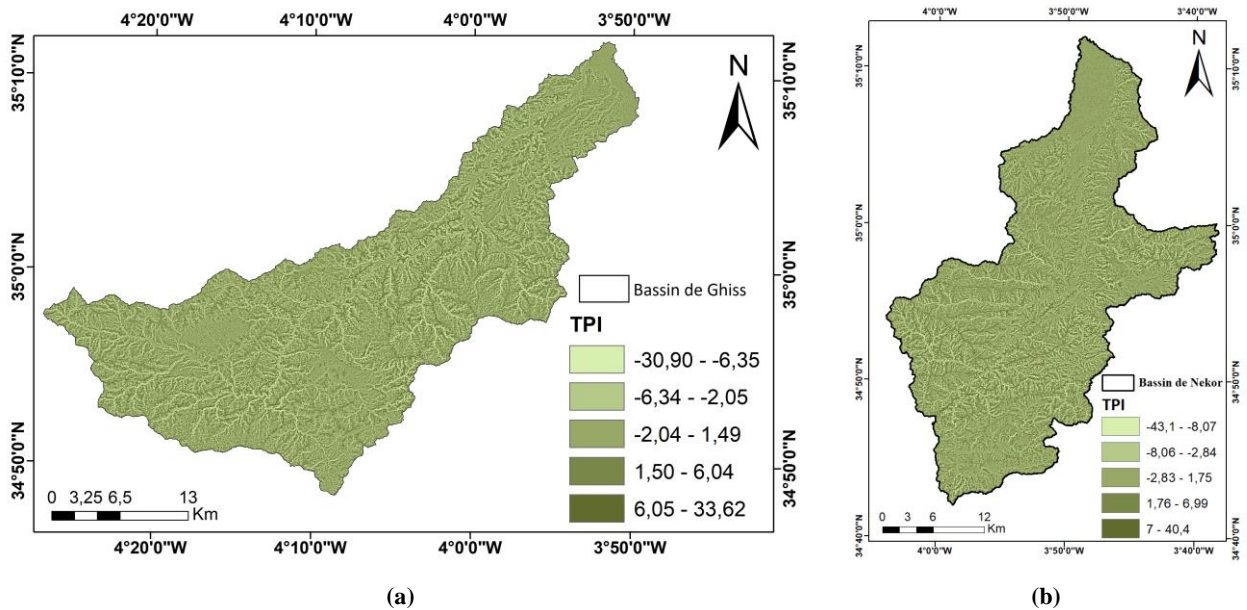 4°20'0"W 4°10'0"W 4°0'0"W 3°50'0"W
35°10'0"N
35°0'0"N
34°50'0"N
N
35°10'0"N
35°0'0"N
34°50'0"N
Bassin de Ghiss
TPI
-30,90 - -6,35
-6,34 - -2,05
-2,04 - 1,49
1,50 - 6,04
6,05 - 33,62
0 3,25 6,5 13
Km
4°20'0"W 4°10'0"W 4°0'0"W 3°50'0"W
(a)
4°0'0"W 3°50'0"W 3°40'0"W
35°10'0"N
35°0'0"N
34°50'0"N
34°40'0"N
N
35°10'0"N
35°0'0"N
34°50'0"N
34°40'0"N
Bassin de Nekor
TPI
-43,1 - -8,07
-8,06 - -2,84
-2,83 - 1,75
1,76 - 6,99
7 - 40,4
0 2 3 6 12
Km
4°0'0"W 3°50'0"W 3°40'0"W
(b)